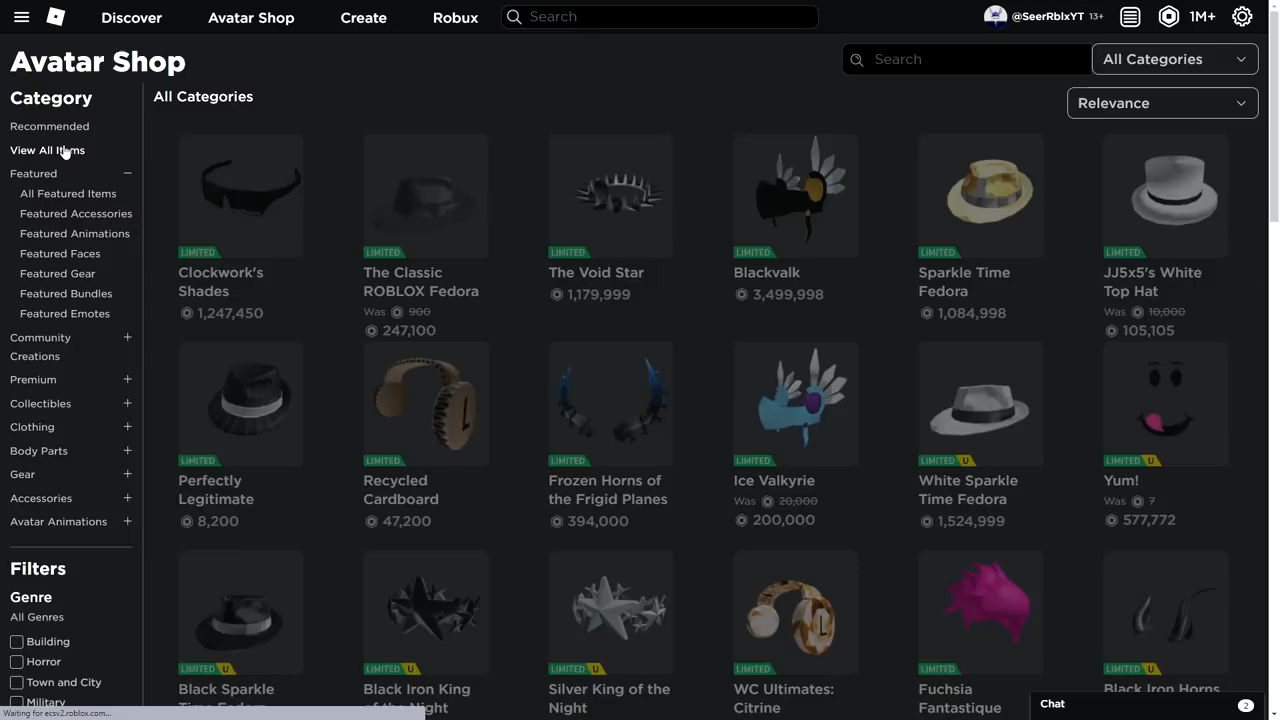 Discover
Avatar Shop
Create
Robux
Search
@SeerRblxYT 13+
1M+
Avatar Shop
Search
All Categories
Category
All Categories
Relevance
Recommended
View All Items
Featured
All Featured Items
Featured Accessories
Featured Animations
Featured Faces
Featured Gear
Featured Bundles
Featured Emotes
Community
Creations
Premium
Collectibles
Clothing
Body Parts
Gear
Accessories
Avatar Animations
Filters
Genre
All Genres
Building
Horror
Town and City
Military
Waiting for ecsv2.roblox.com...
LIMITED
Clockwork's
Shades
1,247,450
LIMITED
The Classic
ROBLOX Fedora
Was 900
247,100
LIMITED
The Void Star
1,179,999
LIMITED
Blackvalk
3,499,998
LIMITED
Sparkle Time
Fedora
1,084,998
LIMITED
JJ5x5's White
Top Hat
Was 10,000
105,105
LIMITED
Perfectly
Legitimate
8,200
LIMITED
L
Recycled
Cardboard
47,200
LIMITED
Frozen Horns of
the Frigid Planes
394,000
LIMITED
Ice Valkyrie
Was 20,000
200,000
LIMITED U
White Sparkle
Time Fedora
1,524,999
LIMITED U
Yum!
Was 7
577,772
LIMITED U
Black Sparkle
Time Fedora
LIMITED U
Black Iron King
of the Night
LIMITED U
Silver King of the
Night
L
LIMITED
WC Ultimates:
Citrine
LIMITED
Fuchsia
Fantastique
LIMITED U
Black Iron Horns
Chat
2